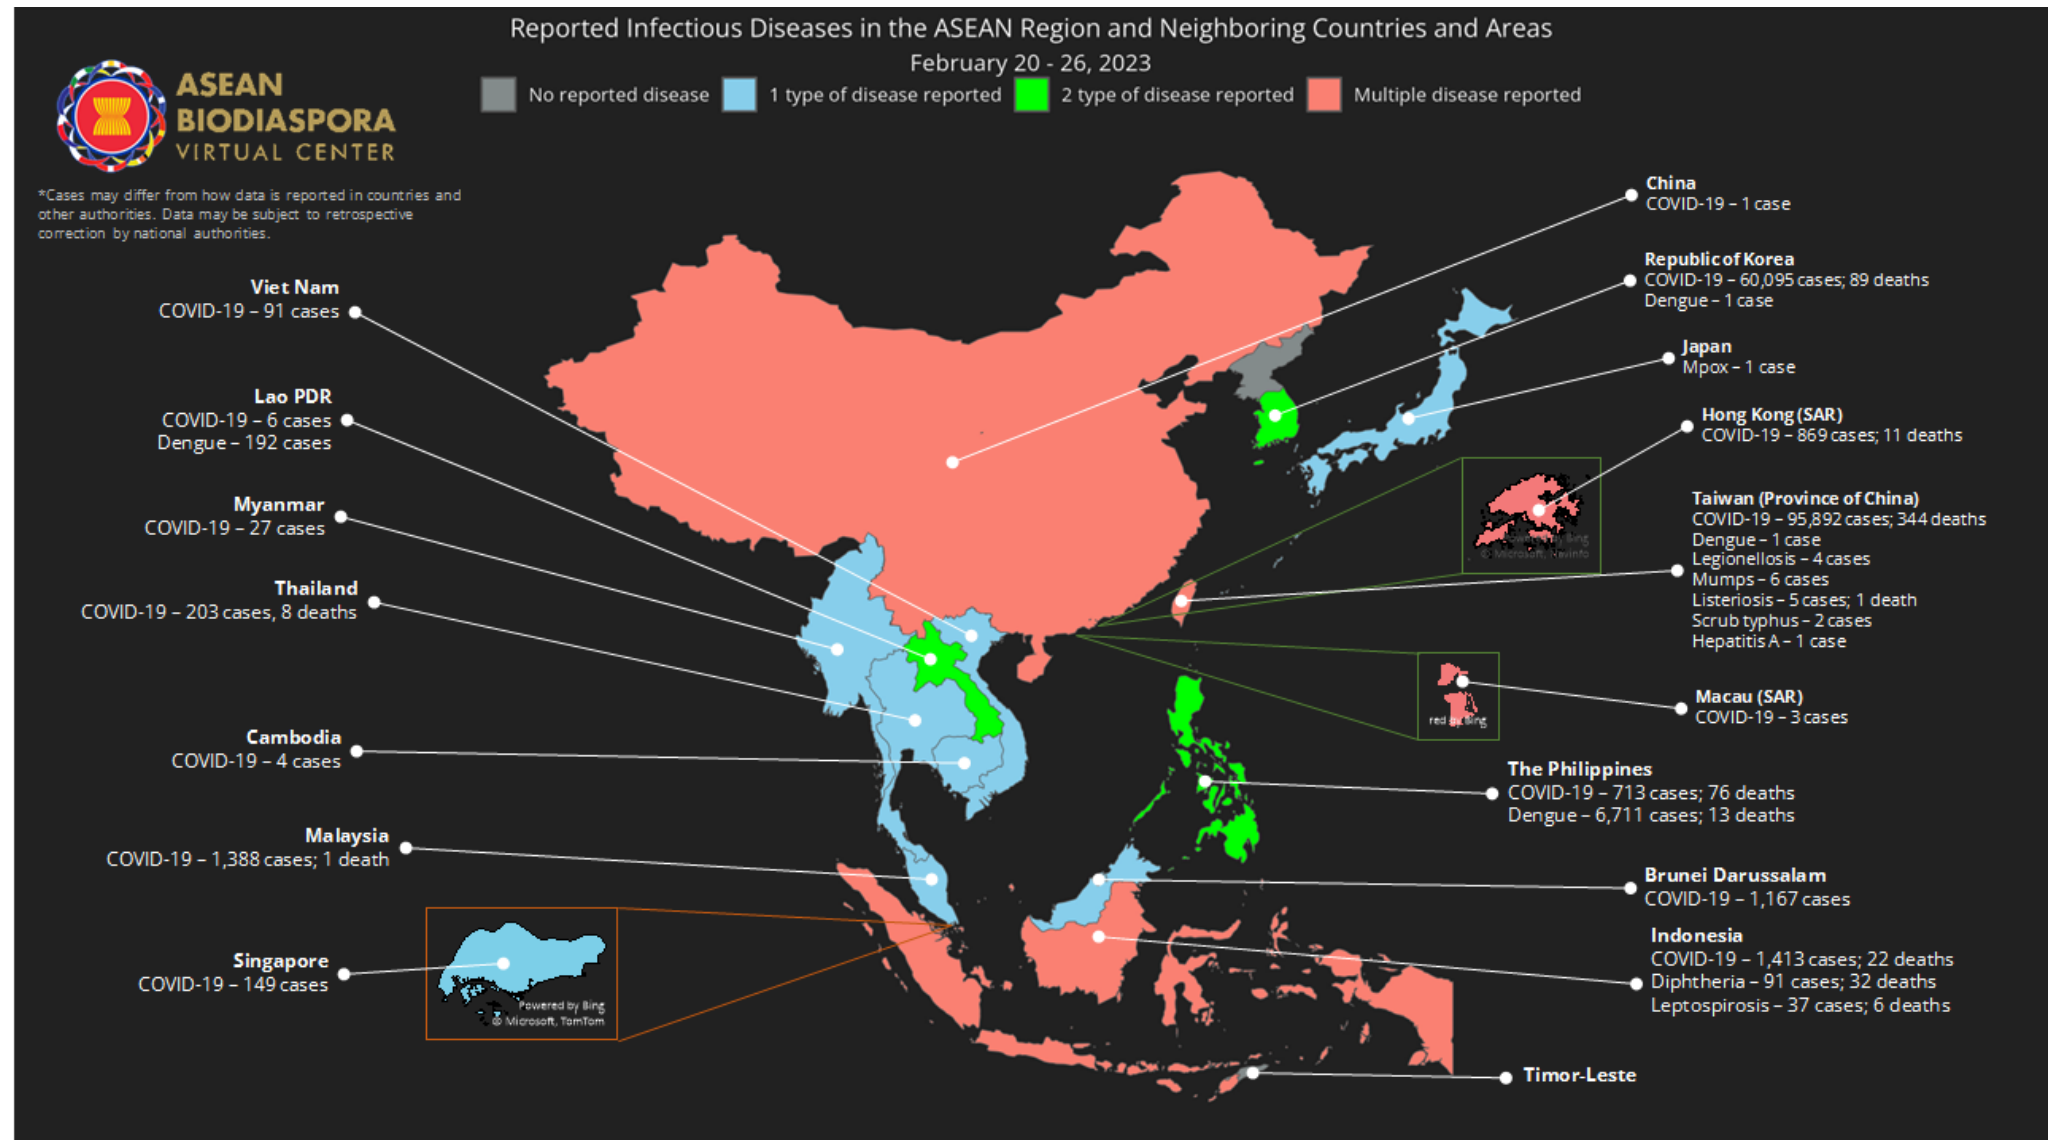 Reported Infectious Diseases in the ASEAN Region and Neighboring Countries and Areas
February 20 - 26, 2023
No reported disease
1 type of disease reported
2 type of disease reported
Multiple disease reported
ASEAN
BIODIASPORA
VIRTUAL CENTER
*Cases may differ from how data is reported in countries and
other authorities. Data may be subject to retrospective
correction by national authorities.
Viet Nam
COVID-19 – 91 cases
Lao PDR
COVID-19 – 6 cases
Dengue – 192 cases
Myanmar
COVID-19 – 27 cases
Thailand
COVID-19 – 203 cases, 8 deaths
Cambodia
COVID-19 – 4 cases
Malaysia
COVID-19 – 1,388 cases; 1 death
Singapore
COVID-19 – 149 cases
Powered by Bing
© Microsoft, TomTom
China
COVID-19 – 1 case
Republic of Korea
COVID-19 – 60,095 cases; 89 deaths
Dengue – 1 case
Japan
Mpox – 1 case
Hong Kong (SAR)
COVID-19 – 869 cases; 11 deaths
Powered by Bing
© Microsoft, NavInfo
Taiwan (Province of China)
COVID-19 – 95,892 cases; 344 deaths
Dengue – 1 case
Legionellosis – 4 cases
Mumps – 6 cases
Listeriosis – 5 cases; 1 death
Scrub typhus – 2 cases
Hepatitis A – 1 case
Macau (SAR)
COVID-19 – 3 cases
red by Bing
The Philippines
COVID-19 – 713 cases; 76 deaths
Dengue – 6,711 cases; 13 deaths
Brunei Darussalam
COVID-19 – 1,167 cases
Indonesia
COVID-19 – 1,413 cases; 22 deaths
Diphtheria – 91 cases; 32 deaths
Leptospirosis – 37 cases; 6 deaths
Timor-Leste